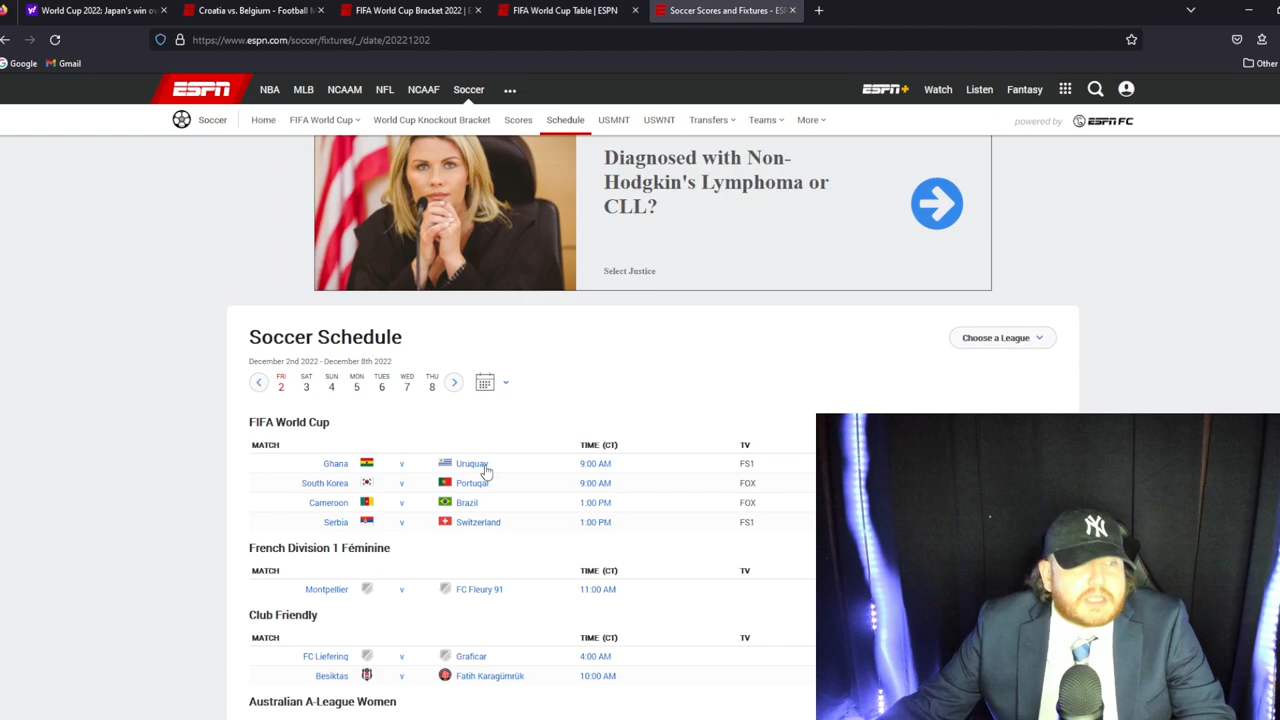 World Cup 2022: Japan's win ov
Croatia vs. Belgium - Football M
FIFA World Cup Bracket 2022 | E
FIFA World Cup Table | ESPN
Soccer Scores and Fixtures - ESP
https://www.espn.com/soccer/fixtures/_/date/20221202
Google Gmail Other
ESPN NBA MLB NCAAM NFL NCAAF Soccer ESPN+ Watch Listen Fantasy
Soccer Home FIFA World Cup World Cup Knockout Bracket Scores Schedule USMNT USWNT Transfers Teams More powered by ESPN FC
Diagnosed with Non-
Hodgkin's Lymphoma or
CLL?
Select Justice
Soccer Schedule
Choose a League
December 2nd 2022 - December 8th 2022
FRI SAT SUN MON TUES WED THU
2 3 4 5 6 7 8
FIFA World Cup
MATCH TIME (CT) TV
Ghana v Uruguay 9:00 AM FS1
South Korea v Portugal 9:00 AM FOX
Cameroon v Brazil 1:00 PM FOX
Serbia v Switzerland 1:00 PM FS1
French Division 1 Féminine
MATCH TIME (CT) TV
Montpellier v FC Fleury 91 11:00 AM
Club Friendly
MATCH TIME (CT) TV
FC Liefering v Graficar 4:00 AM
Besiktas v Fatih Karagümrük 10:00 AM
Australian A-League Women
NY